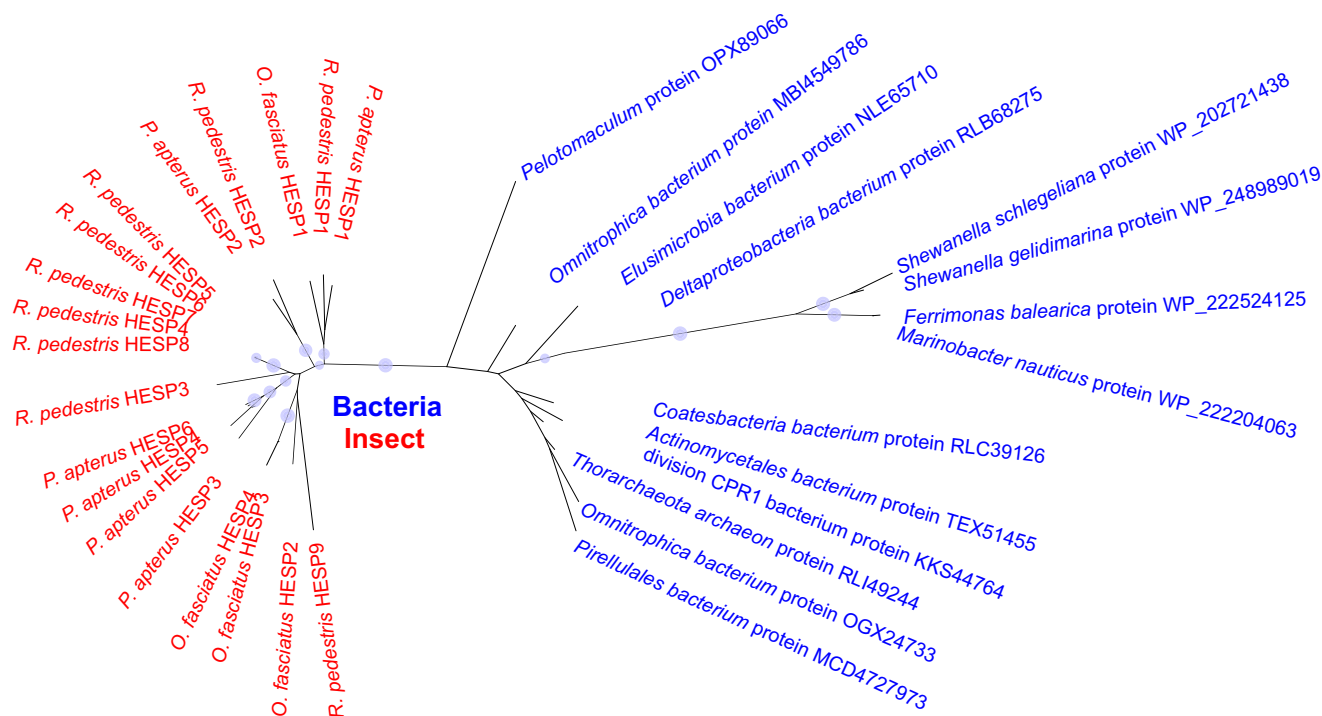 P. apterus HESP1
R. pedestris HESP1
O. fasciatus HESP1
R. pedestris HESP2
P. apterus HESP2
R. pedestris HESP5
R. pedestris HESP6
R. pedestris HESP7
R. pedestris HESP4
R. pedestris HESP8
R. pedestris HESP3
P. apterus HESP6
P. apterus HESP4
P. apterus HESP5
P. apterus HESP3
O. fasciatus HESP4
O. fasciatus HESP3
O. fasciatus HESP2
R. pedestris HESP9
Bacteria
Insect
Pelotomaculum protein OPX89066
Omnitrophica bacterium protein MBI4549786
Elusimicrobia bacterium protein NLE65710
Deltaproteobacteria bacterium protein RLB68275
Shewanella schlegeliana protein WP_202721438
Shewanella gelidimarina protein WP_248989019
Ferrimonas balearica protein WP_222524125
Marinobacter nauticus protein WP_222204063
Coatesbacteria bacterium protein RLC39126
Actinomycetales bacterium protein TEX51455
division CPR1 bacterium protein KKS44764
Thorarchaeota archaeon protein RLI49244
Omnitrophica bacterium protein OGX24733
Pirellulales bacterium protein MCD4727973